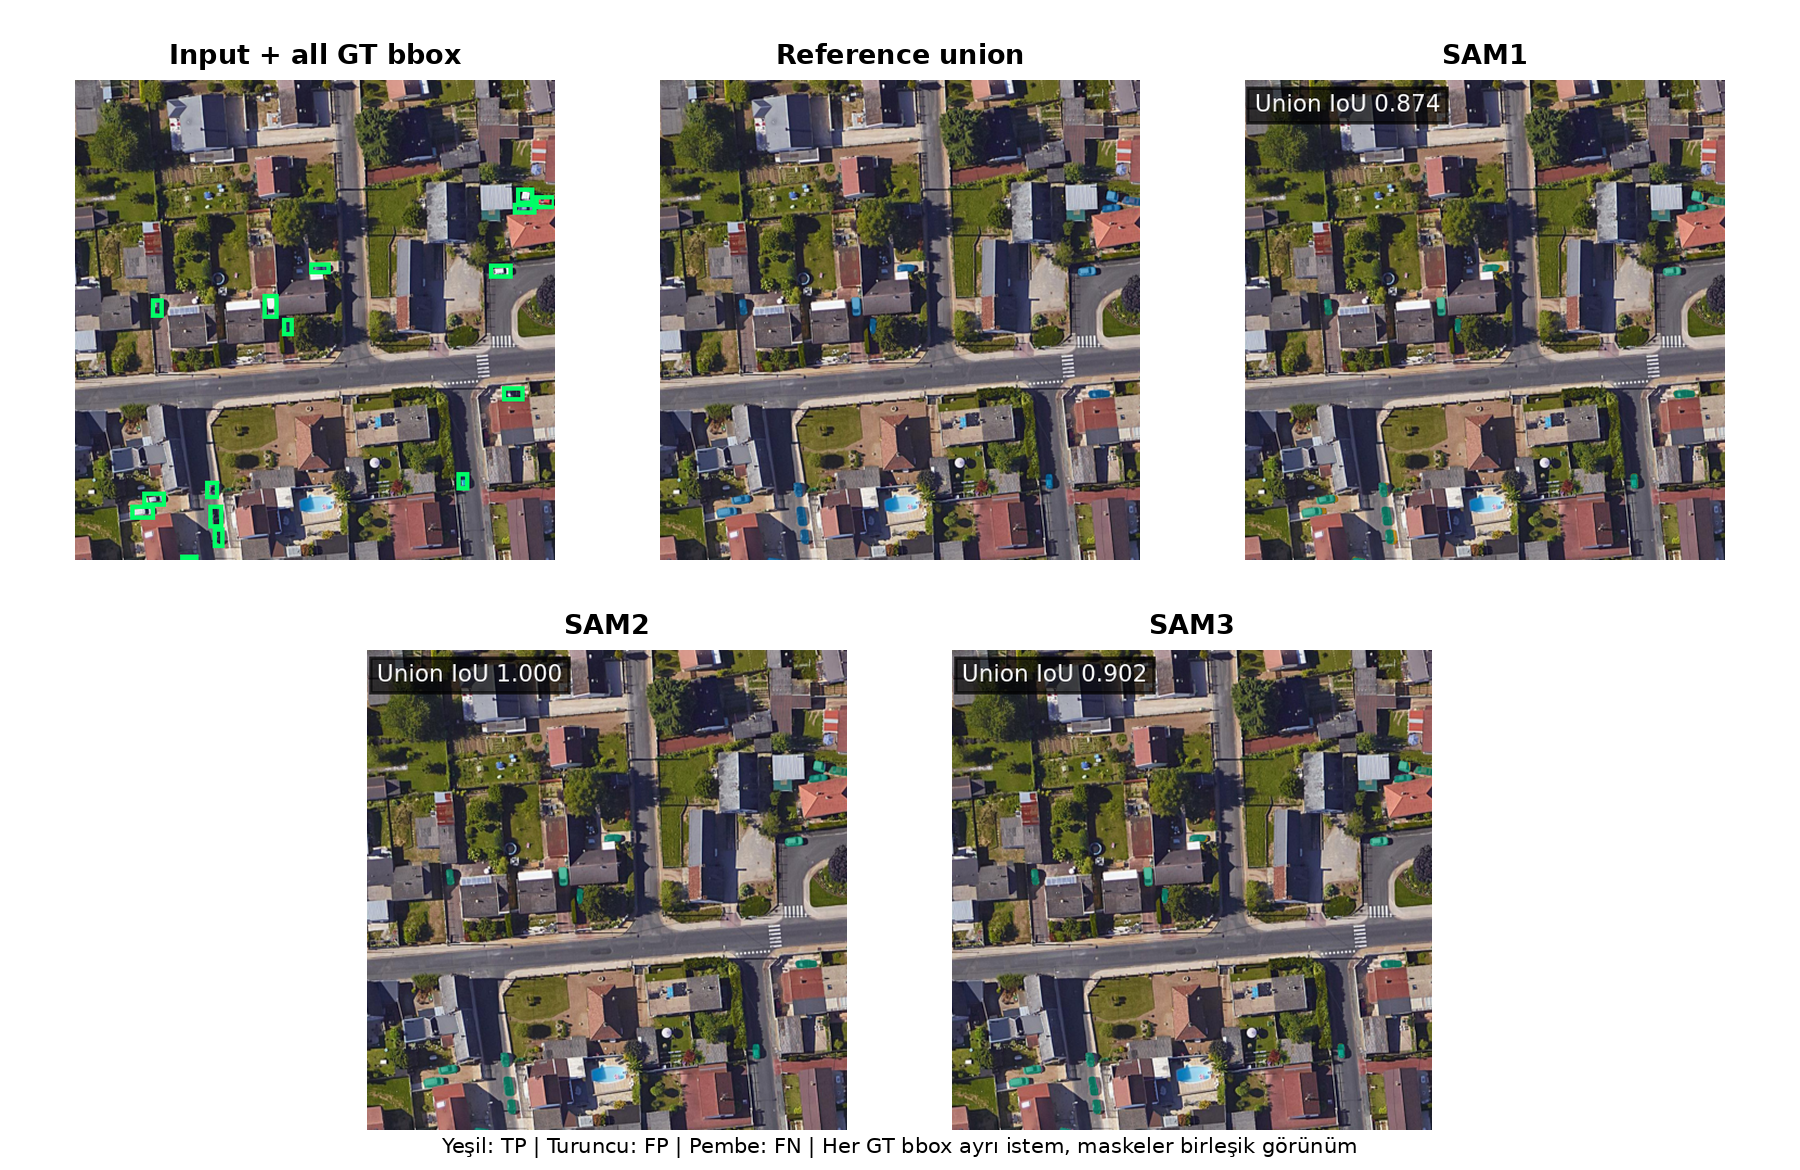 Input + all GT bbox
Reference union
SAM1
Union IoU 0.874
SAM2
SAM3
Union IoU 1.000
Union IoU 0.902
Yeşil: TP | Turuncu: FP | Pembe: FN | Her GT bbox ayrı istem, maskeler birleşik görünüm